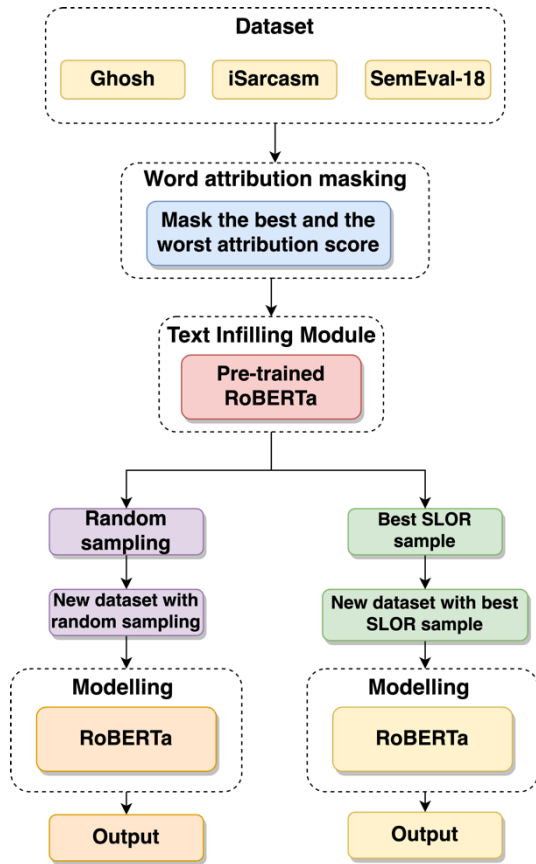 Dataset
Ghosh
iSarcasm
SemEval-18
Word attribution masking
Mask the best and the
worst attribution score
Text Infilling Module
Pre-trained
RoBERTa
Random
sampling
Best SLOR
sample
New dataset with
random sampling
New dataset with best
SLOR sample
Modelling
RoBERTa
Modelling
RoBERTa
Output
Output